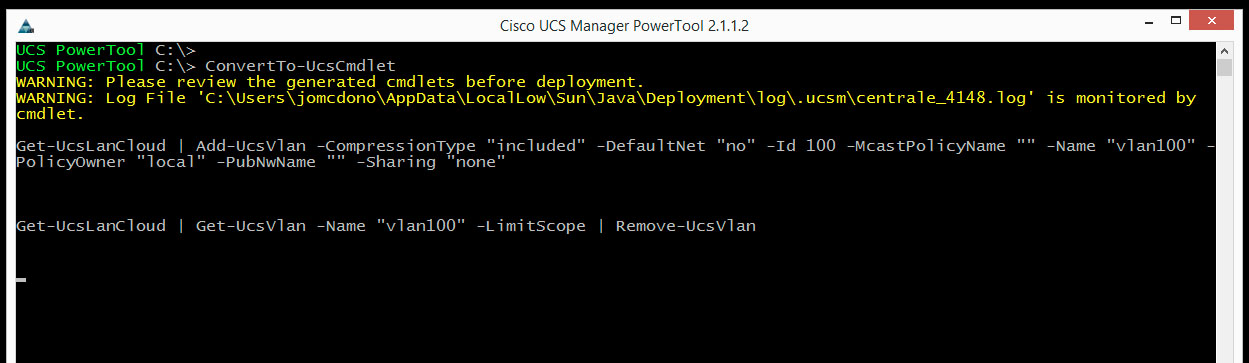 Cisco UCS Manager PowerTool 2.1.1.2
UCS PowerTool C:\>
UCS PowerTool C:\> ConvertTo-UcsCmdlet
WARNING: Please review the generated cmdlets before deployment.
WARNING: Log File 'C:\Users\jomcdono\AppData\LocalLow\Sun\Java\Deployment\log\.ucsm\centrale_4148.log' is monitored by
cmdlet.
Get-UcsLanCloud | Add-UcsVlan -CompressionType "included" -DefaultNet "no" -Id 100 -McastPolicyName "" -Name "vlan100" -
PolicyOwner "local" -PubNwName "" -Sharing "none"
Get-UcsLanCloud | Get-UcsVlan -Name "vlan100" -LimitScope | Remove-UcsVlan